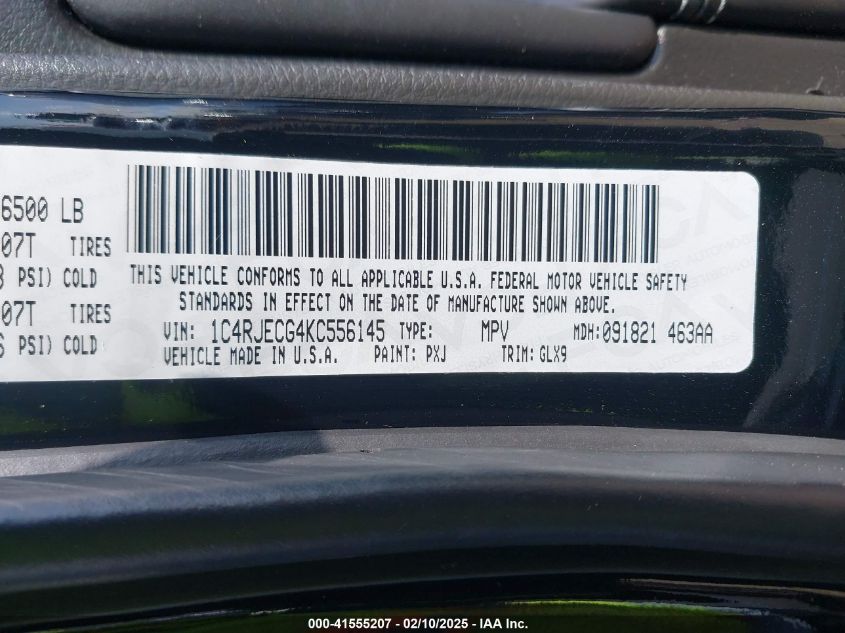 6500 LB
07T TIRES
PSI) COLD
07T TIRES
PSI) COLD
THIS VEHICLE CONFORMS TO ALL APPLICABLE U.S.A. FEDERAL MOTOR VEHICLE SAFETY
STANDARDS IN EFFECT ON THE DATE OF MANUFACTURE SHOWN ABOVE.
VIN: 1C4RJECG4KC556145 TYPE: MPV MDH:091821 463AA
VEHICLE MADE IN U.S.A. PAINT: PXJ TRIM: GLX9
000-41555207 - 02/10/2025 - IAA Inc.